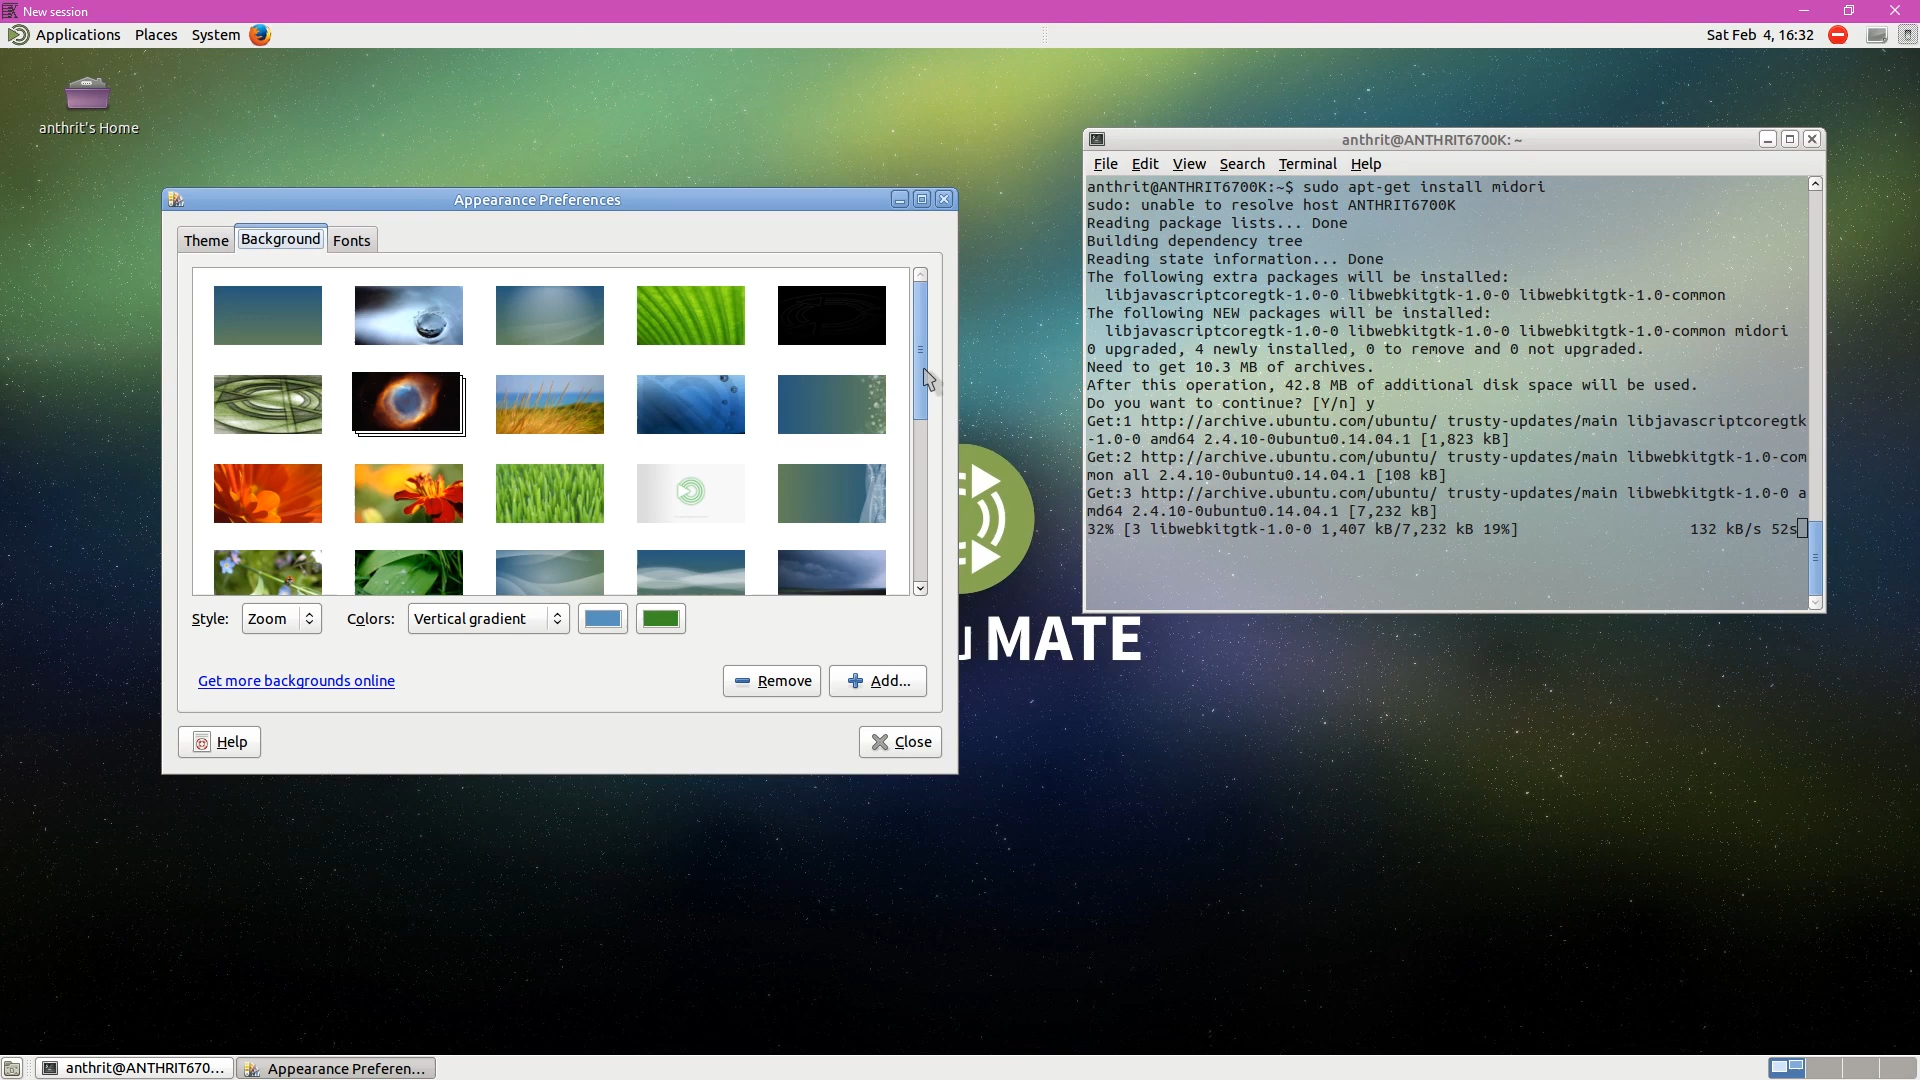 New session
Applications Places System
Sat Feb 4, 16:32
anthrit's Home
Appearance Preferences
Theme Background Fonts
Style: Zoom Colors: Vertical gradient
Get more backgrounds online
Remove Add...
Help Close
MATE
anthrit@ANTHRIT6700K: ~
File Edit View Search Terminal Help
anthrit@ANTHRIT6700K:~$ sudo apt-get install midori
sudo: unable to resolve host ANTHRIT6700K
Reading package lists... Done
Building dependency tree
Reading state information... Done
The following extra packages will be installed:
libjavascriptcoregtk-1.0-0 libwebkitgtk-1.0-0 libwebkitgtk-1.0-common
The following NEW packages will be installed:
libjavascriptcoregtk-1.0-0 libwebkitgtk-1.0-0 libwebkitgtk-1.0-common midori
0 upgraded, 4 newly installed, 0 to remove and 0 not upgraded.
Need to get 10.3 MB of archives.
After this operation, 42.8 MB of additional disk space will be used.
Do you want to continue? [Y/n] y
Get:1 http://archive.ubuntu.com/ubuntu/ trusty-updates/main libjavascriptcoregtk
-1.0-0 amd64 2.4.10-0ubuntu0.14.04.1 [1,823 kB]
Get:2 http://archive.ubuntu.com/ubuntu/ trusty-updates/main libwebkitgtk-1.0-com
mon all 2.4.10-0ubuntu0.14.04.1 [108 kB]
Get:3 http://archive.ubuntu.com/ubuntu/ trusty-updates/main libwebkitgtk-1.0-0 a
md64 2.4.10-0ubuntu0.14.04.1 [7,232 kB]
32% [3 libwebkitgtk-1.0-0 1,407 kB/7,232 kB 19%] 132 kB/s 52s
anthrit@ANTHRIT670... Appearance Preferen...